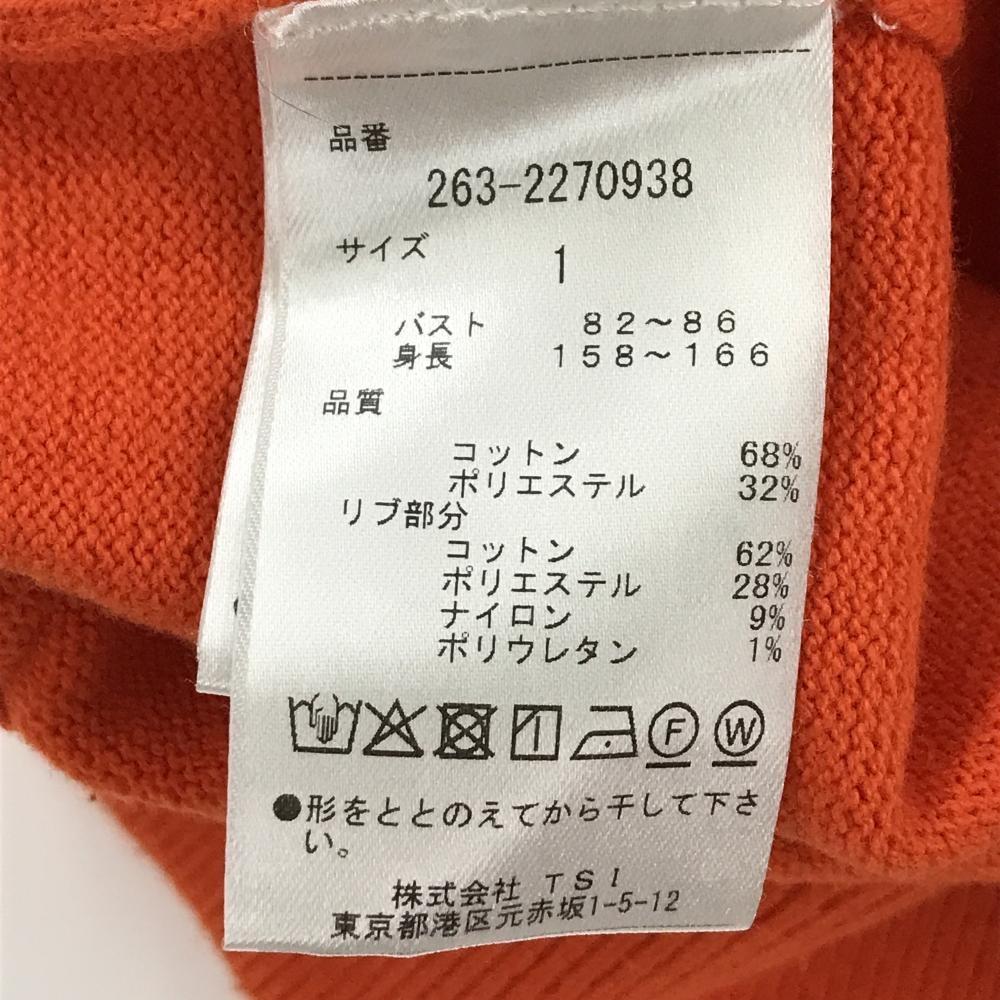 品番
263-2270938
サイズ 1
バスト 82～86
身長 158～166
品質
コットン 68%
ポリエステル 32%
リブ部分
コットン 62%
ポリエステル 28%
ナイロン 9%
ポリウレタン 1%
F W
●形をととのえてから干して下さ
い。
株式会社 TSI
東京都港区元赤坂1-5-12